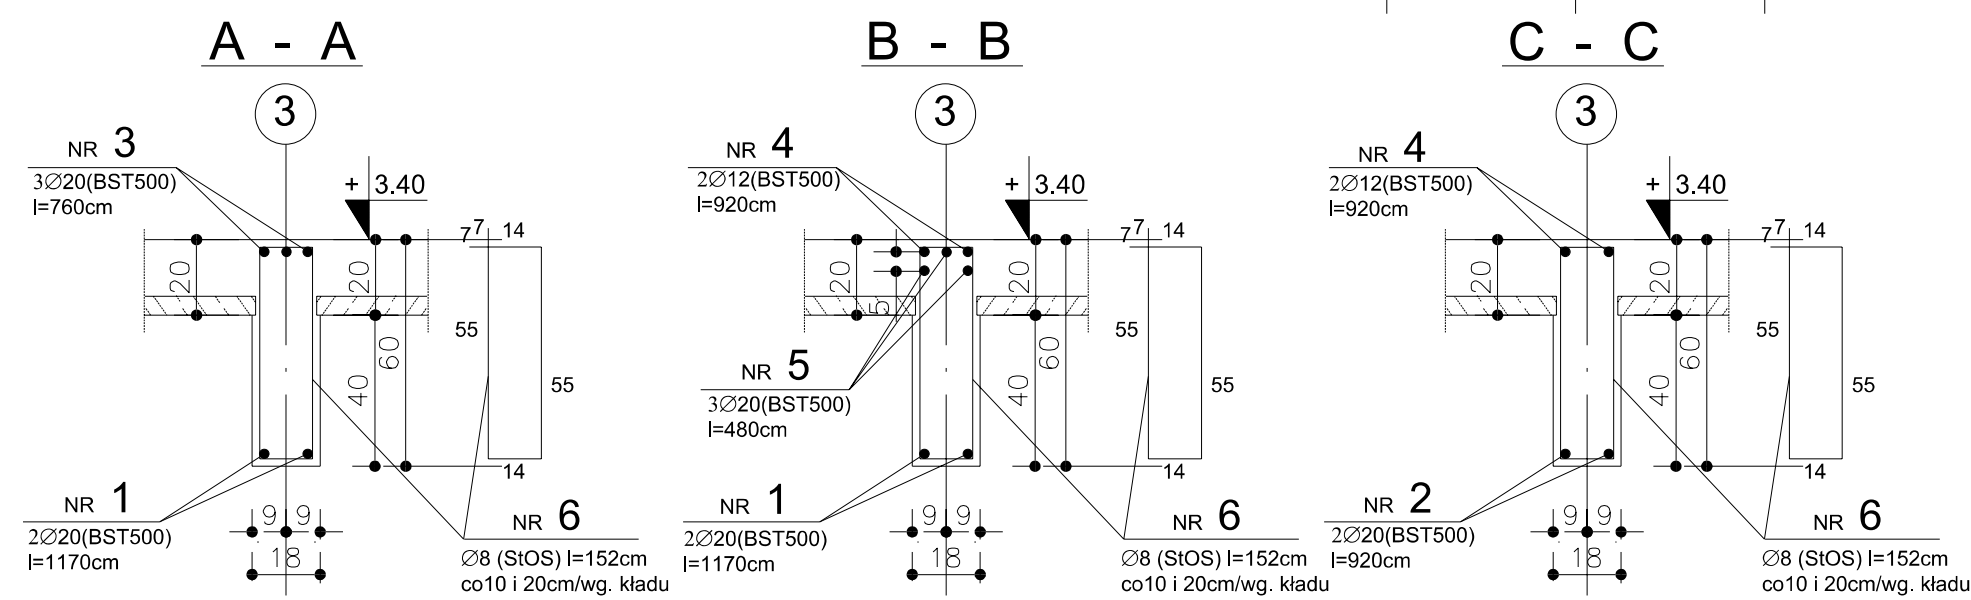 A - A
3
NR 3
3Ø20(BST500)
l=760cm
+ 3.40
7 7 14
20
20
55
60
40
55
14
NR 1
2Ø20(BST500)
l=1170cm
9 9
18
NR 6
Ø8 (StOS) l=152cm
co10 i 20cm/wg. kładu
B - B
3
NR 4
2Ø12(BST500)
l=920cm
+ 3.40
7 7 14
20
20
5
55
60
40
55
NR 5
3Ø20(BST500)
l=480cm
14
NR 1
2Ø20(BST500)
l=1170cm
9 9
18
NR 6
Ø8 (StOS) l=152cm
co10 i 20cm/wg. kładu
C - C
3
NR 4
2Ø12(BST500)
l=920cm
+ 3.40
7 7 14
20
20
55
60
40
55
14
NR 2
2Ø20(BST500)
l=920cm
9 9
18
NR 6
Ø8 (StOS) l=152cm
co10 i 20cm/wg. kładu